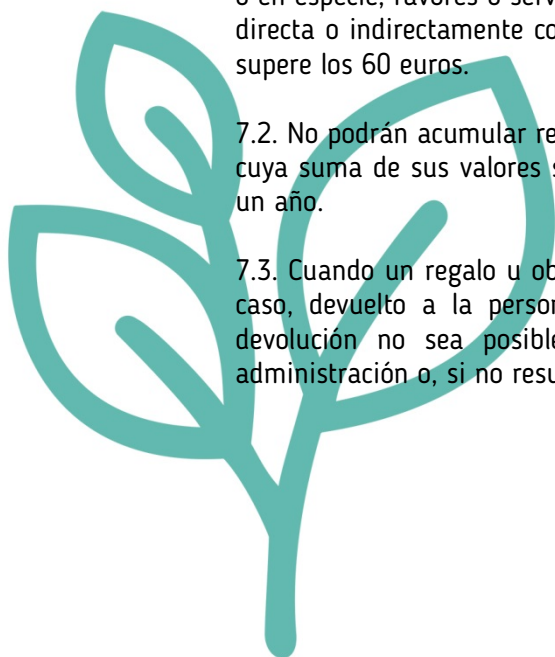 o en especie, favores o serv
directa o indirectamente co
supere los 60 euros.
7.2. No podrán acumular re
cuya suma de sus valores s
un año.
7.3. Cuando un regalo u ob
caso, devuelto a la person
devolución no sea posible
administración o, si no resu